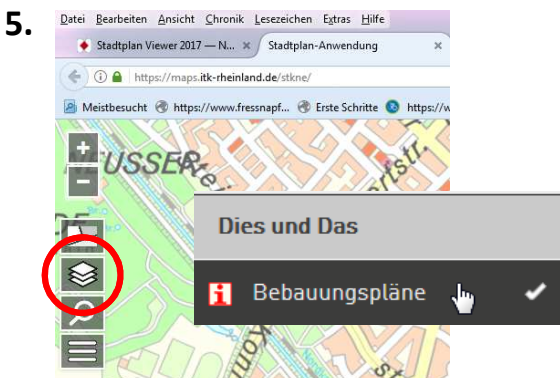 5.
Datei Bearbeiten Ansicht Chronik Lesezeichen Extras Hilfe
Stadtplan Viewer 2017 — N... × Stadtplan-Anwendung ×
https://maps.itk-rheinland.de/stkne/
Meistbesucht https://www.fressnapf... Erste Schritte https://w
+
NEUSSER
−
Dies und Das
Bebauungspläne